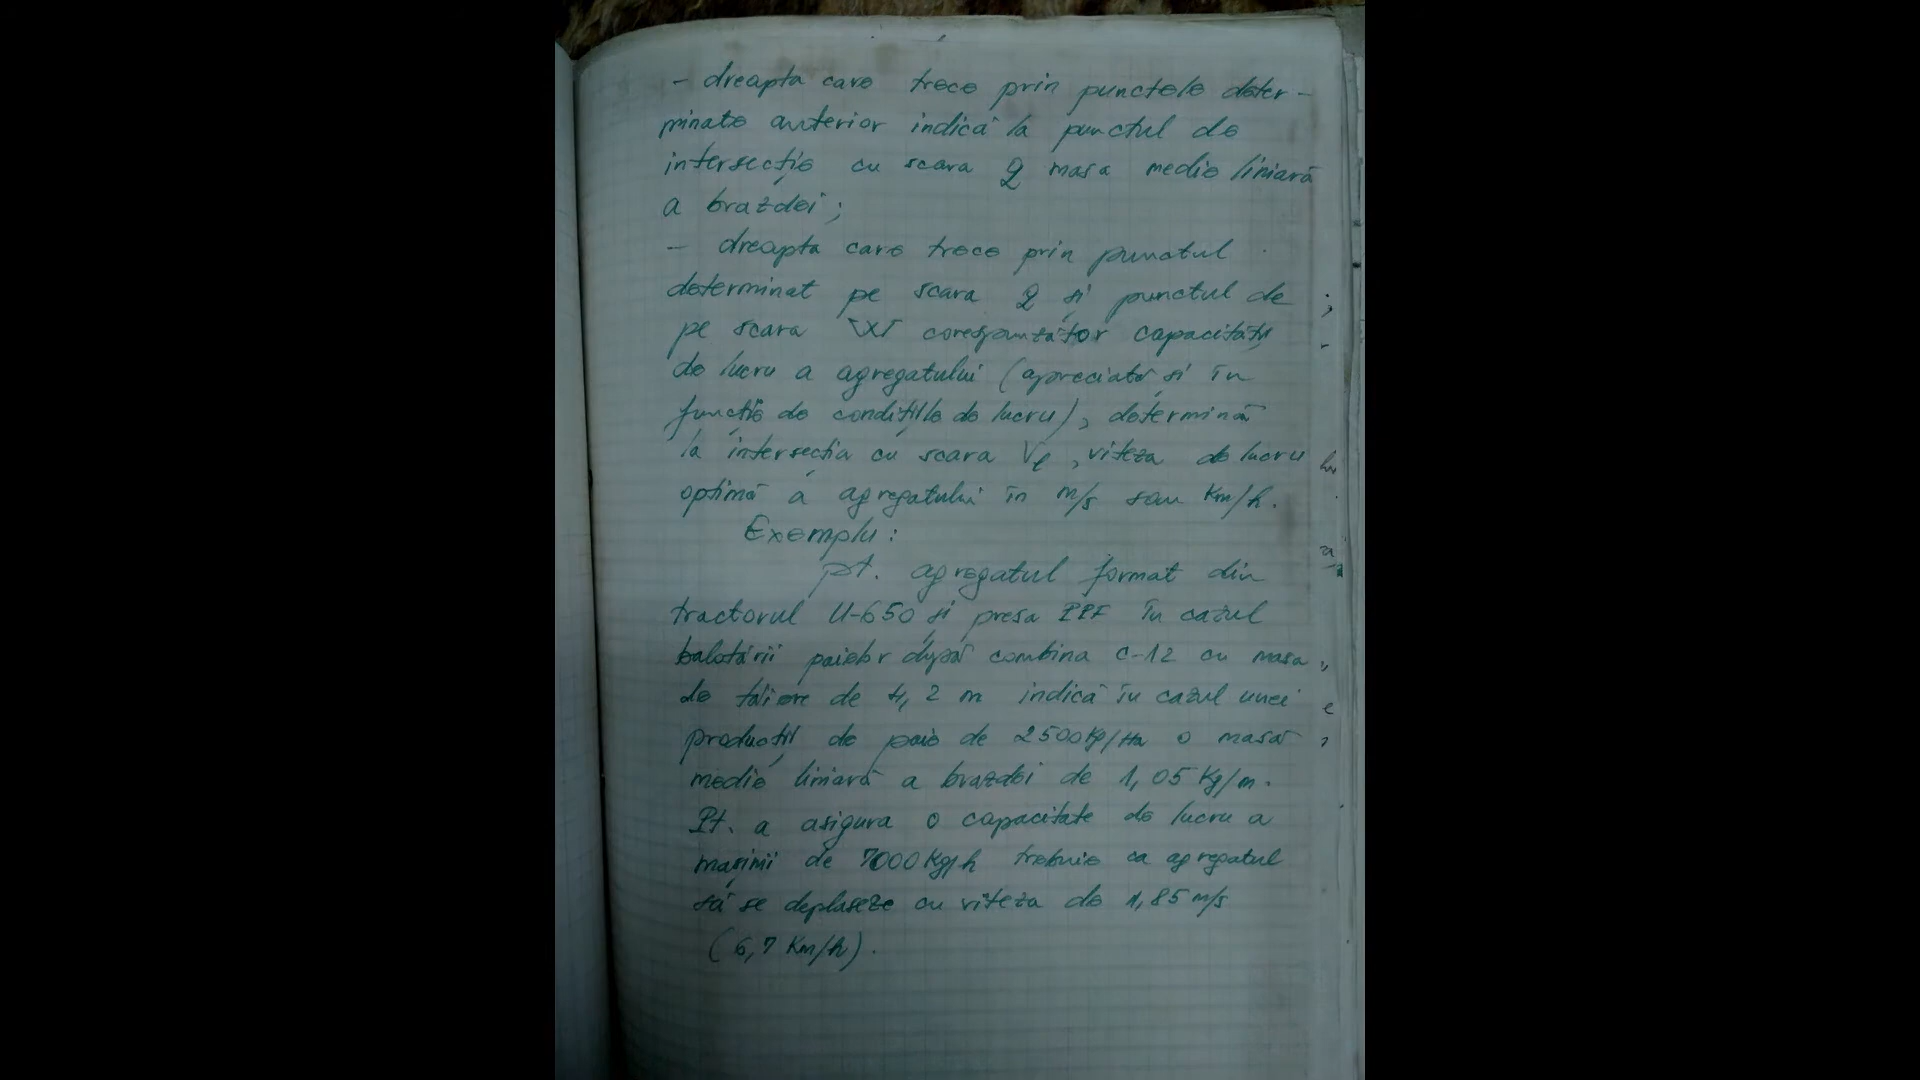 - dreapta care trece prin punctele deter-
minate anterior indică la punctul de
intersecție cu scara q masa medie liniară
a brazdei;
- dreapta care trece prin punctul
determinat pe scara q și punctul de
pe scara W corespunzător capacității
de lucru a agregatului (apreciată și în
funcție de condițiile de lucru), determină
la intersecția cu scara Ve, viteza de lucru
optimă a agregatului în m/s sau Km/h.
Exemplu:
pt. agregatul format din
tractorul U-650 și presa PPF în cazul
balotării paielor după combina C-12 cu masa
de tăiere de 4,2 m indică în cazul unei
producții de paie de 2500Kg/Ha o masă
medie liniară a brazdei de 1,05 Kg/m.
Pt. a asigura o capacitate de lucru a
mașinii de 7000 Kg/h trebuie ca agregatul
să se deplaseze cu viteza de 1,85 m/s
(6,7 Km/h).